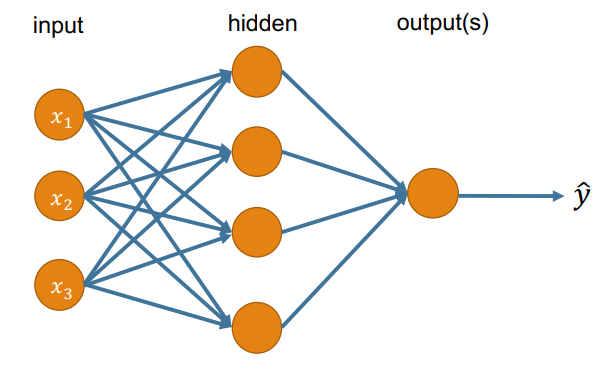 input
hidden
output(s)
x₁
x₂
x₃
ŷ